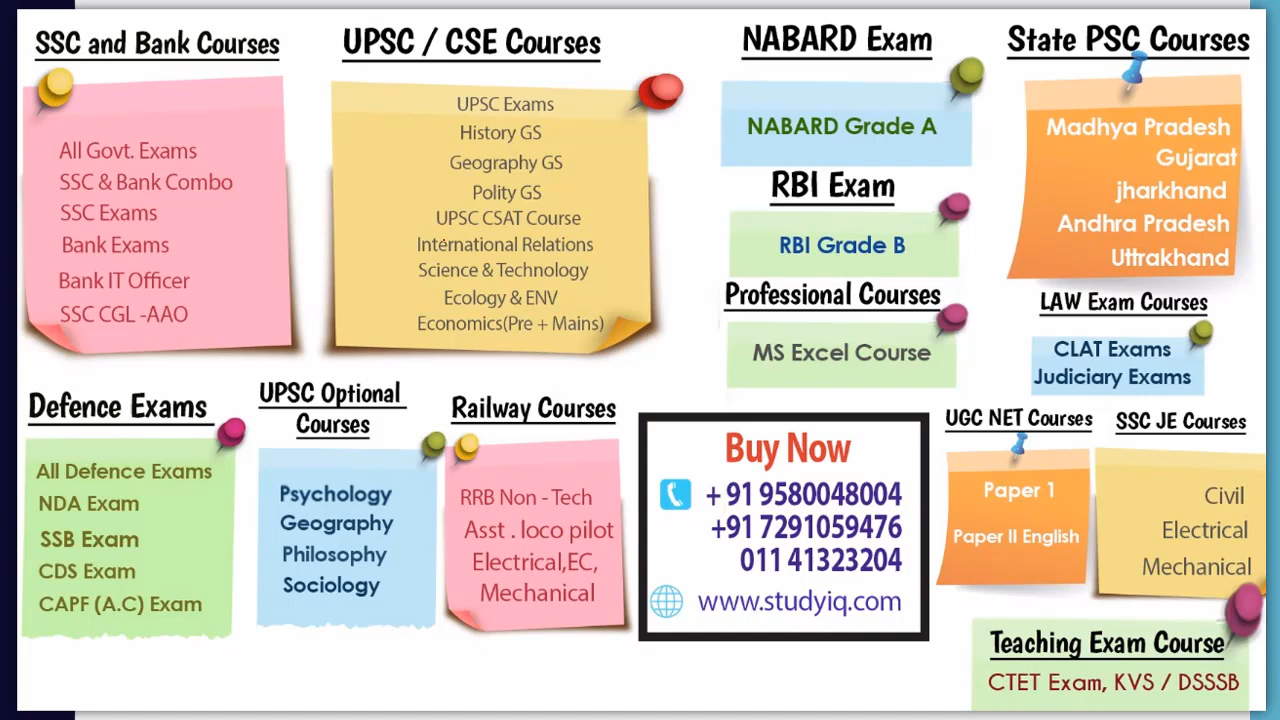 SSC and Bank Courses
All Govt. Exams
SSC & Bank Combo
SSC Exams
Bank Exams
Bank IT Officer
SSC CGL -AAO
UPSC / CSE Courses
UPSC Exams
History GS
Geography GS
Polity GS
UPSC CSAT Course
International Relations
Science & Technology
Ecology & ENV
Economics(Pre + Mains)
NABARD Exam
NABARD Grade A
RBI Exam
RBI Grade B
Professional Courses
MS Excel Course
State PSC Courses
Madhya Pradesh
Gujarat
jharkhand
Andhra Pradesh
Uttrakhand
LAW Exam Courses
CLAT Exams
Judiciary Exams
Defence Exams
All Defence Exams
NDA Exam
SSB Exam
CDS Exam
CAPF (A.C) Exam
UPSC Optional
Courses
Psychology
Geography
Philosophy
Sociology
Railway Courses
RRB Non - Tech
Asst . loco pilot
Electrical,EC,
Mechanical
Buy Now
+ 91 9580048004
+91 7291059476
011 41323204
www.studyiq.com
UGC NET Courses
Paper 1
Paper II English
SSC JE Courses
Civil
Electrical
Mechanical
Teaching Exam Course
CTET Exam, KVS / DSSSB